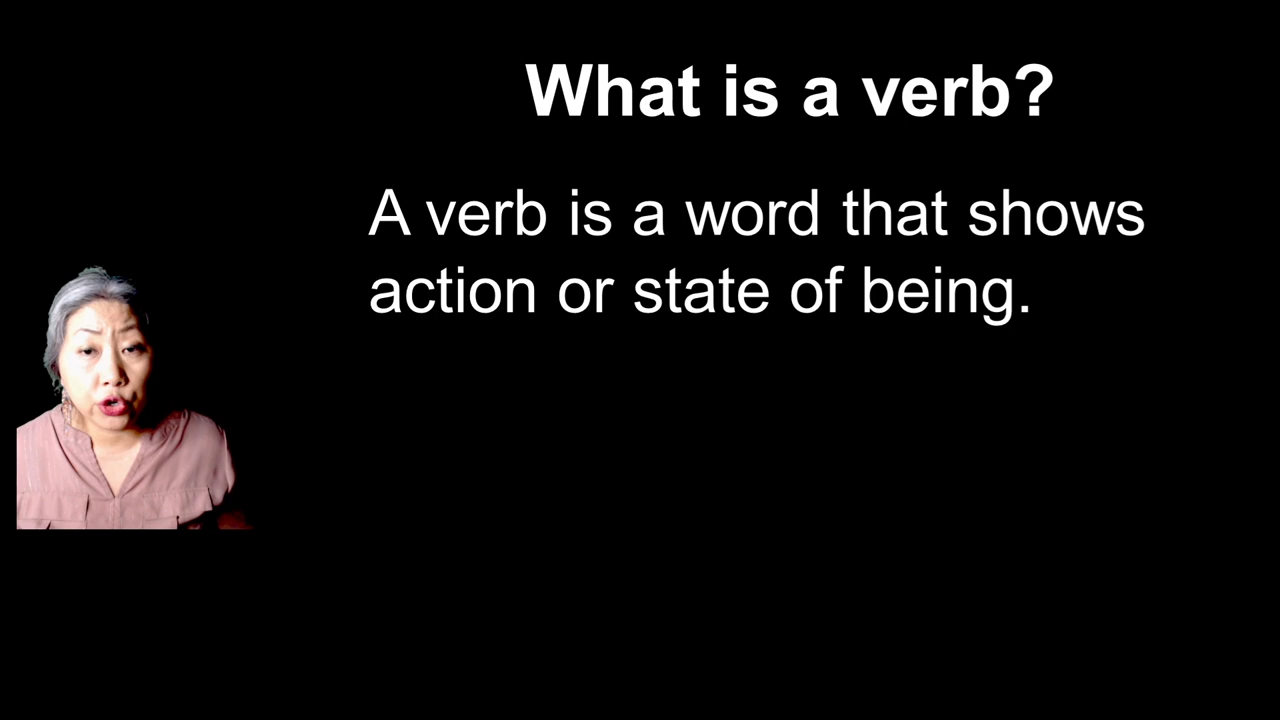 What is a verb?
A verb is a word that shows
action or state of being.